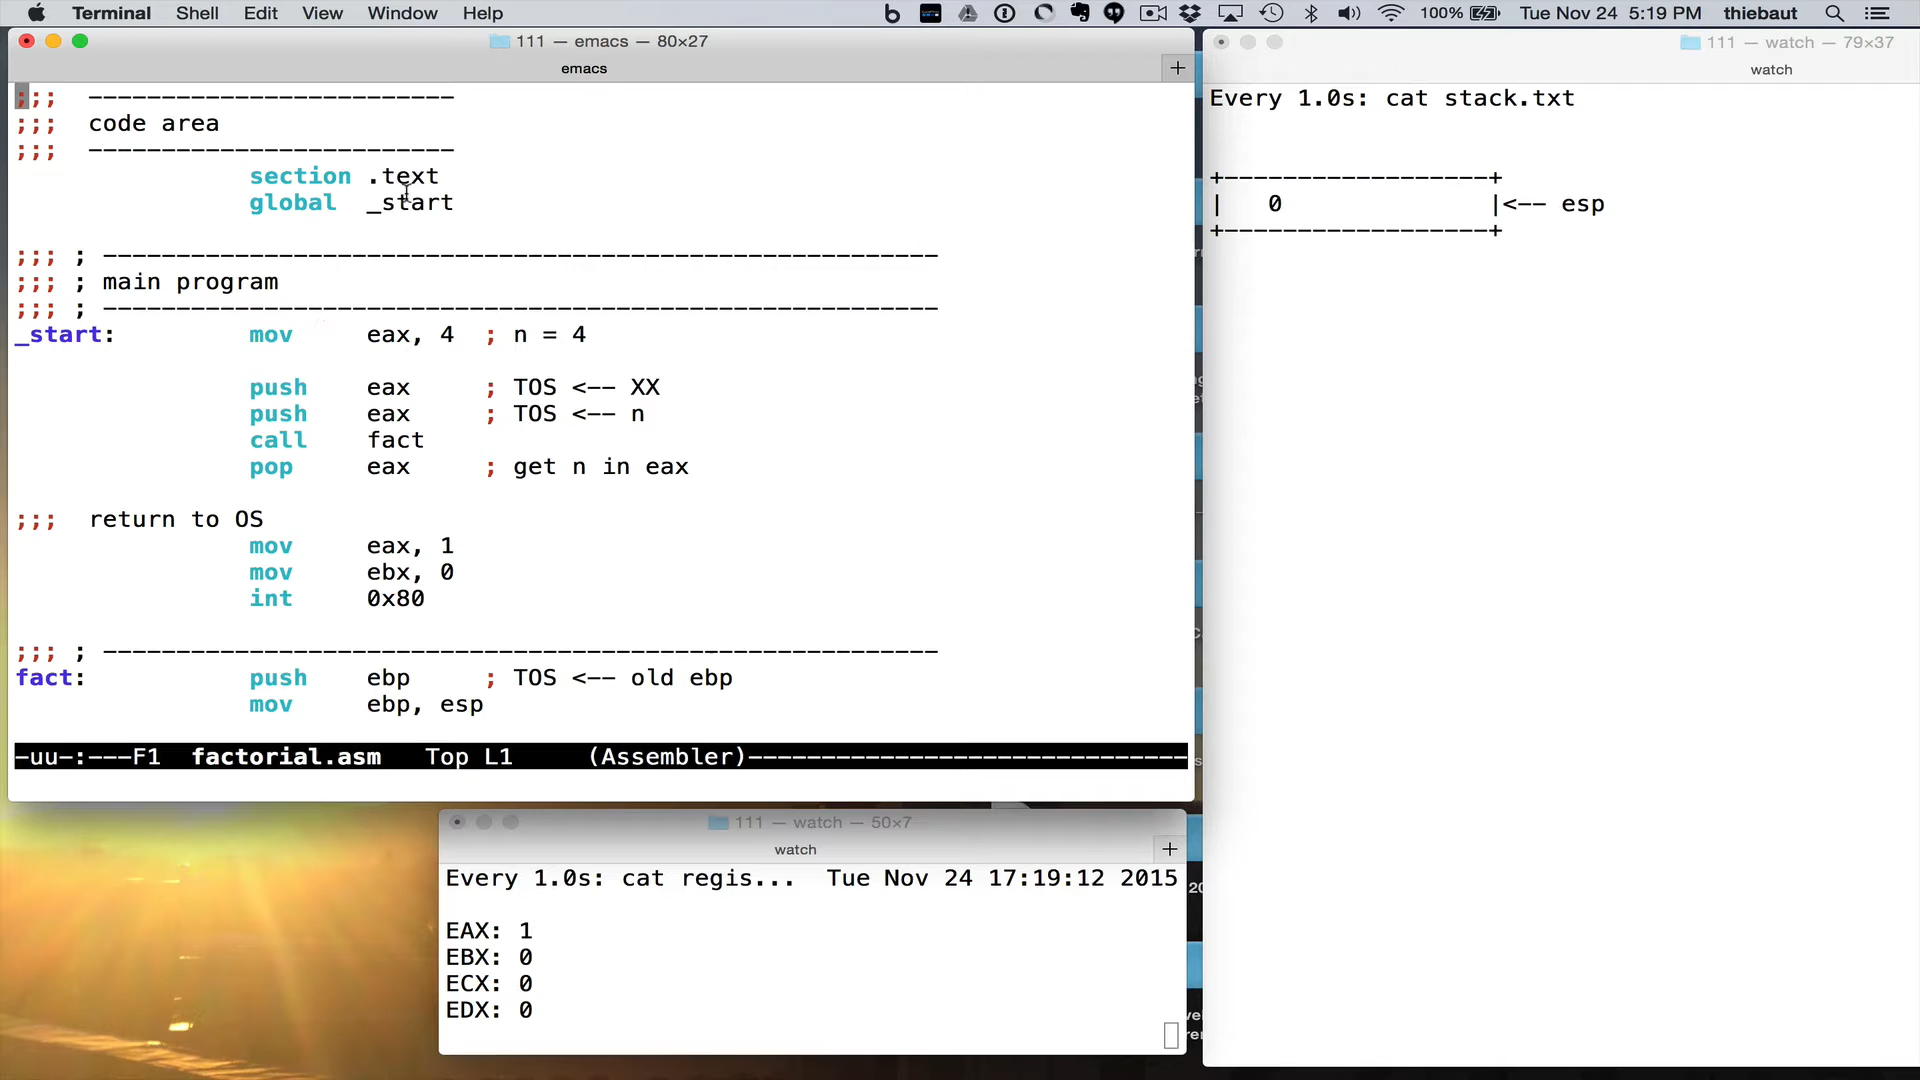 Terminal Shell Edit View Window Help 100% Tue Nov 24 5:19 PM thiebaut
111 — emacs — 80×27
emacs
;;; -------------------------
;;; code area
;;; -------------------------
section .text
global _start
;;; ; ---------------------------------------------------------
;;; ; main program
;;; ; ---------------------------------------------------------
_start: mov eax, 4 ; n = 4
push eax ; TOS <-- XX
push eax ; TOS <-- n
call fact
pop eax ; get n in eax
;;; return to OS
mov eax, 1
mov ebx, 0
int 0x80
;;; ; ---------------------------------------------------------
fact: push ebp ; TOS <-- old ebp
mov ebp, esp
-uu-:---F1 factorial.asm Top L1 (Assembler)------------------------------
111 — watch — 79×37
watch
Every 1.0s: cat stack.txt
+------------------+
| 0 |<-- esp
+------------------+
111 — watch — 50×7
watch
Every 1.0s: cat regis... Tue Nov 24 17:19:12 2015
EAX: 1
EBX: 0
ECX: 0
EDX: 0